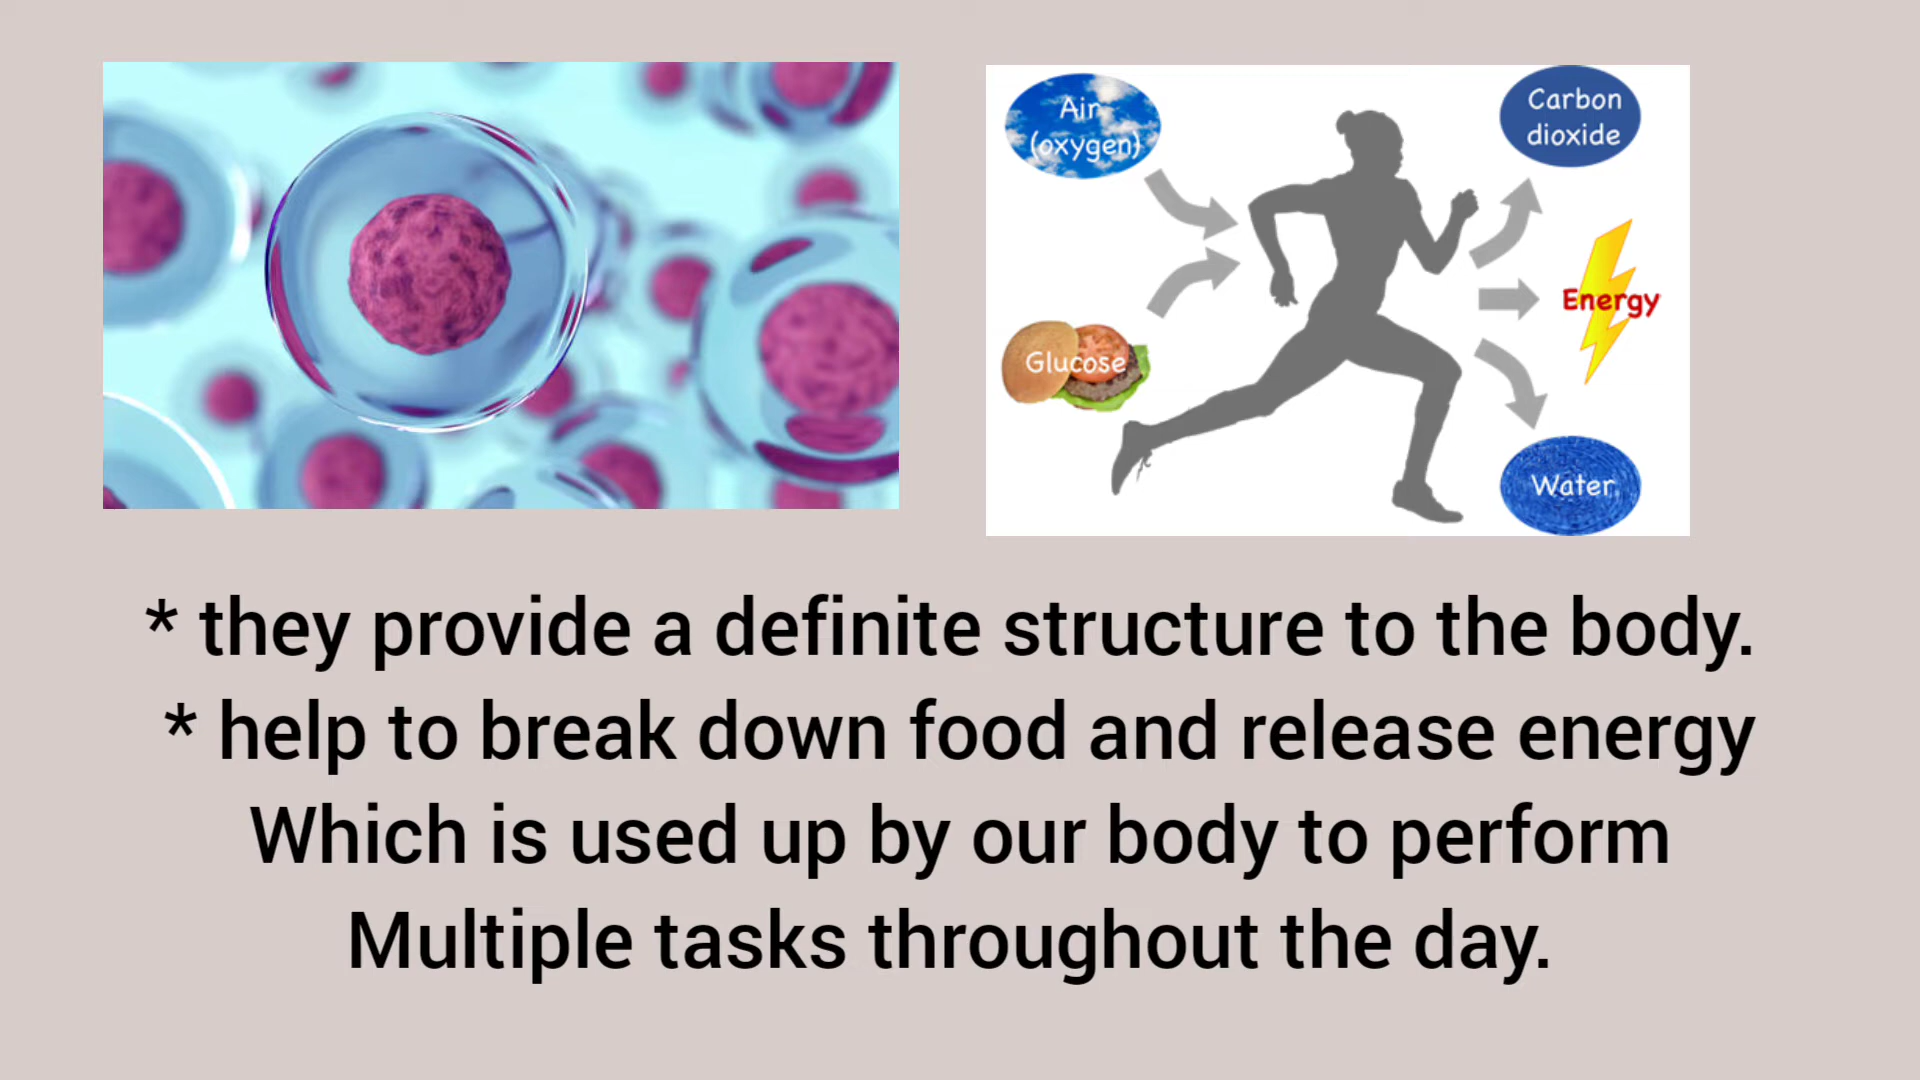 Air
(oxygen)
Glucose
Carbon
dioxide
Energy
Water
* they provide a definite structure to the body.
* help to break down food and release energy
Which is used up by our body to perform
Multiple tasks throughout the day.